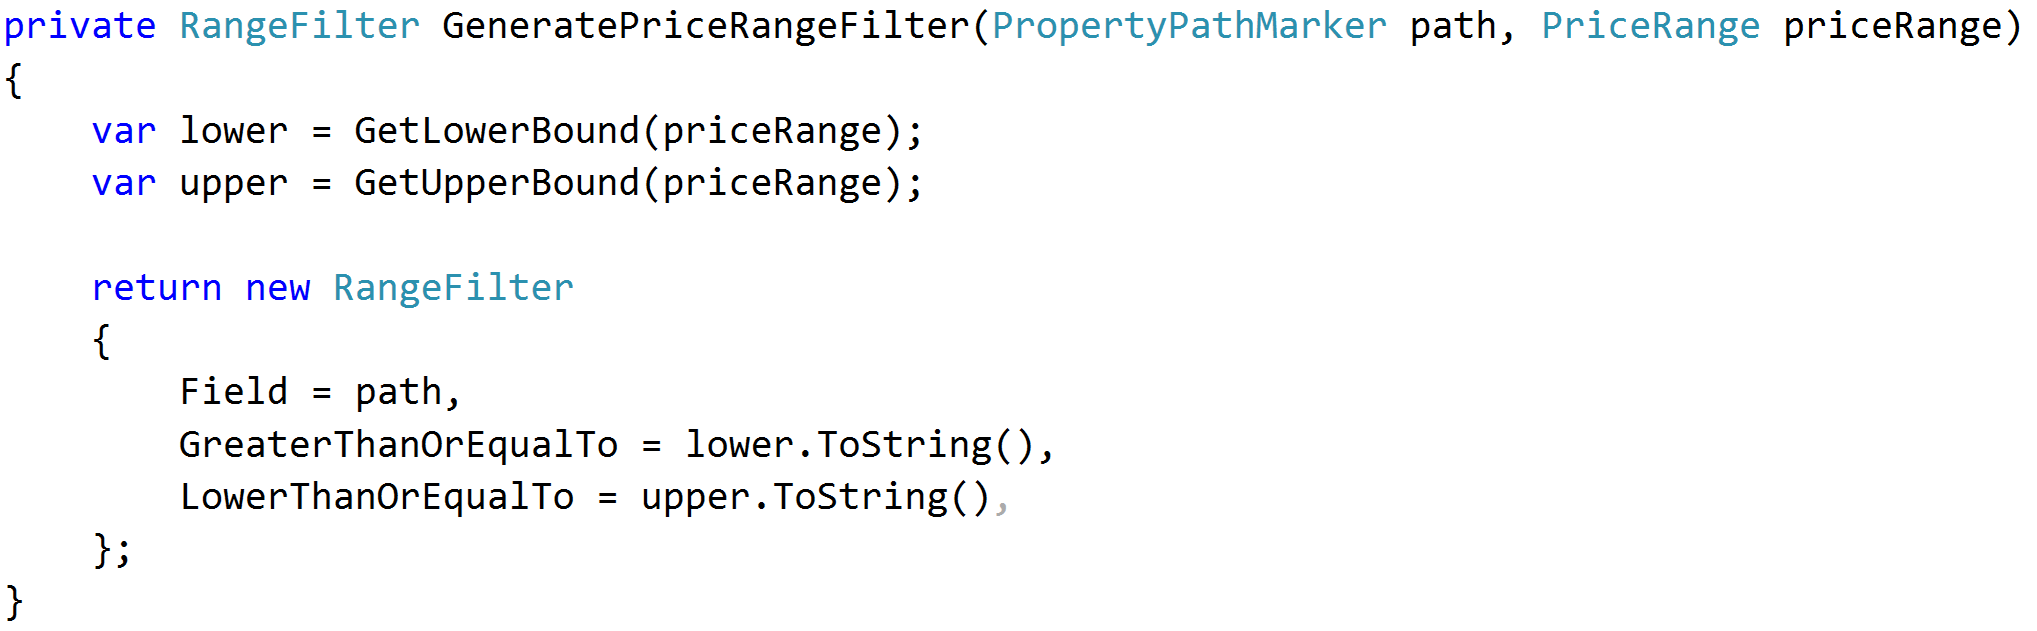 private RangeFilter GeneratePriceRangeFilter(PropertyPathMarker path, PriceRange priceRange)
{
    var lower = GetLowerBound(priceRange);
    var upper = GetUpperBound(priceRange);

    return new RangeFilter
    {
        Field = path,
        GreaterThanOrEqualTo = lower.ToString(),
        LowerThanOrEqualTo = upper.ToString(),
    };
}